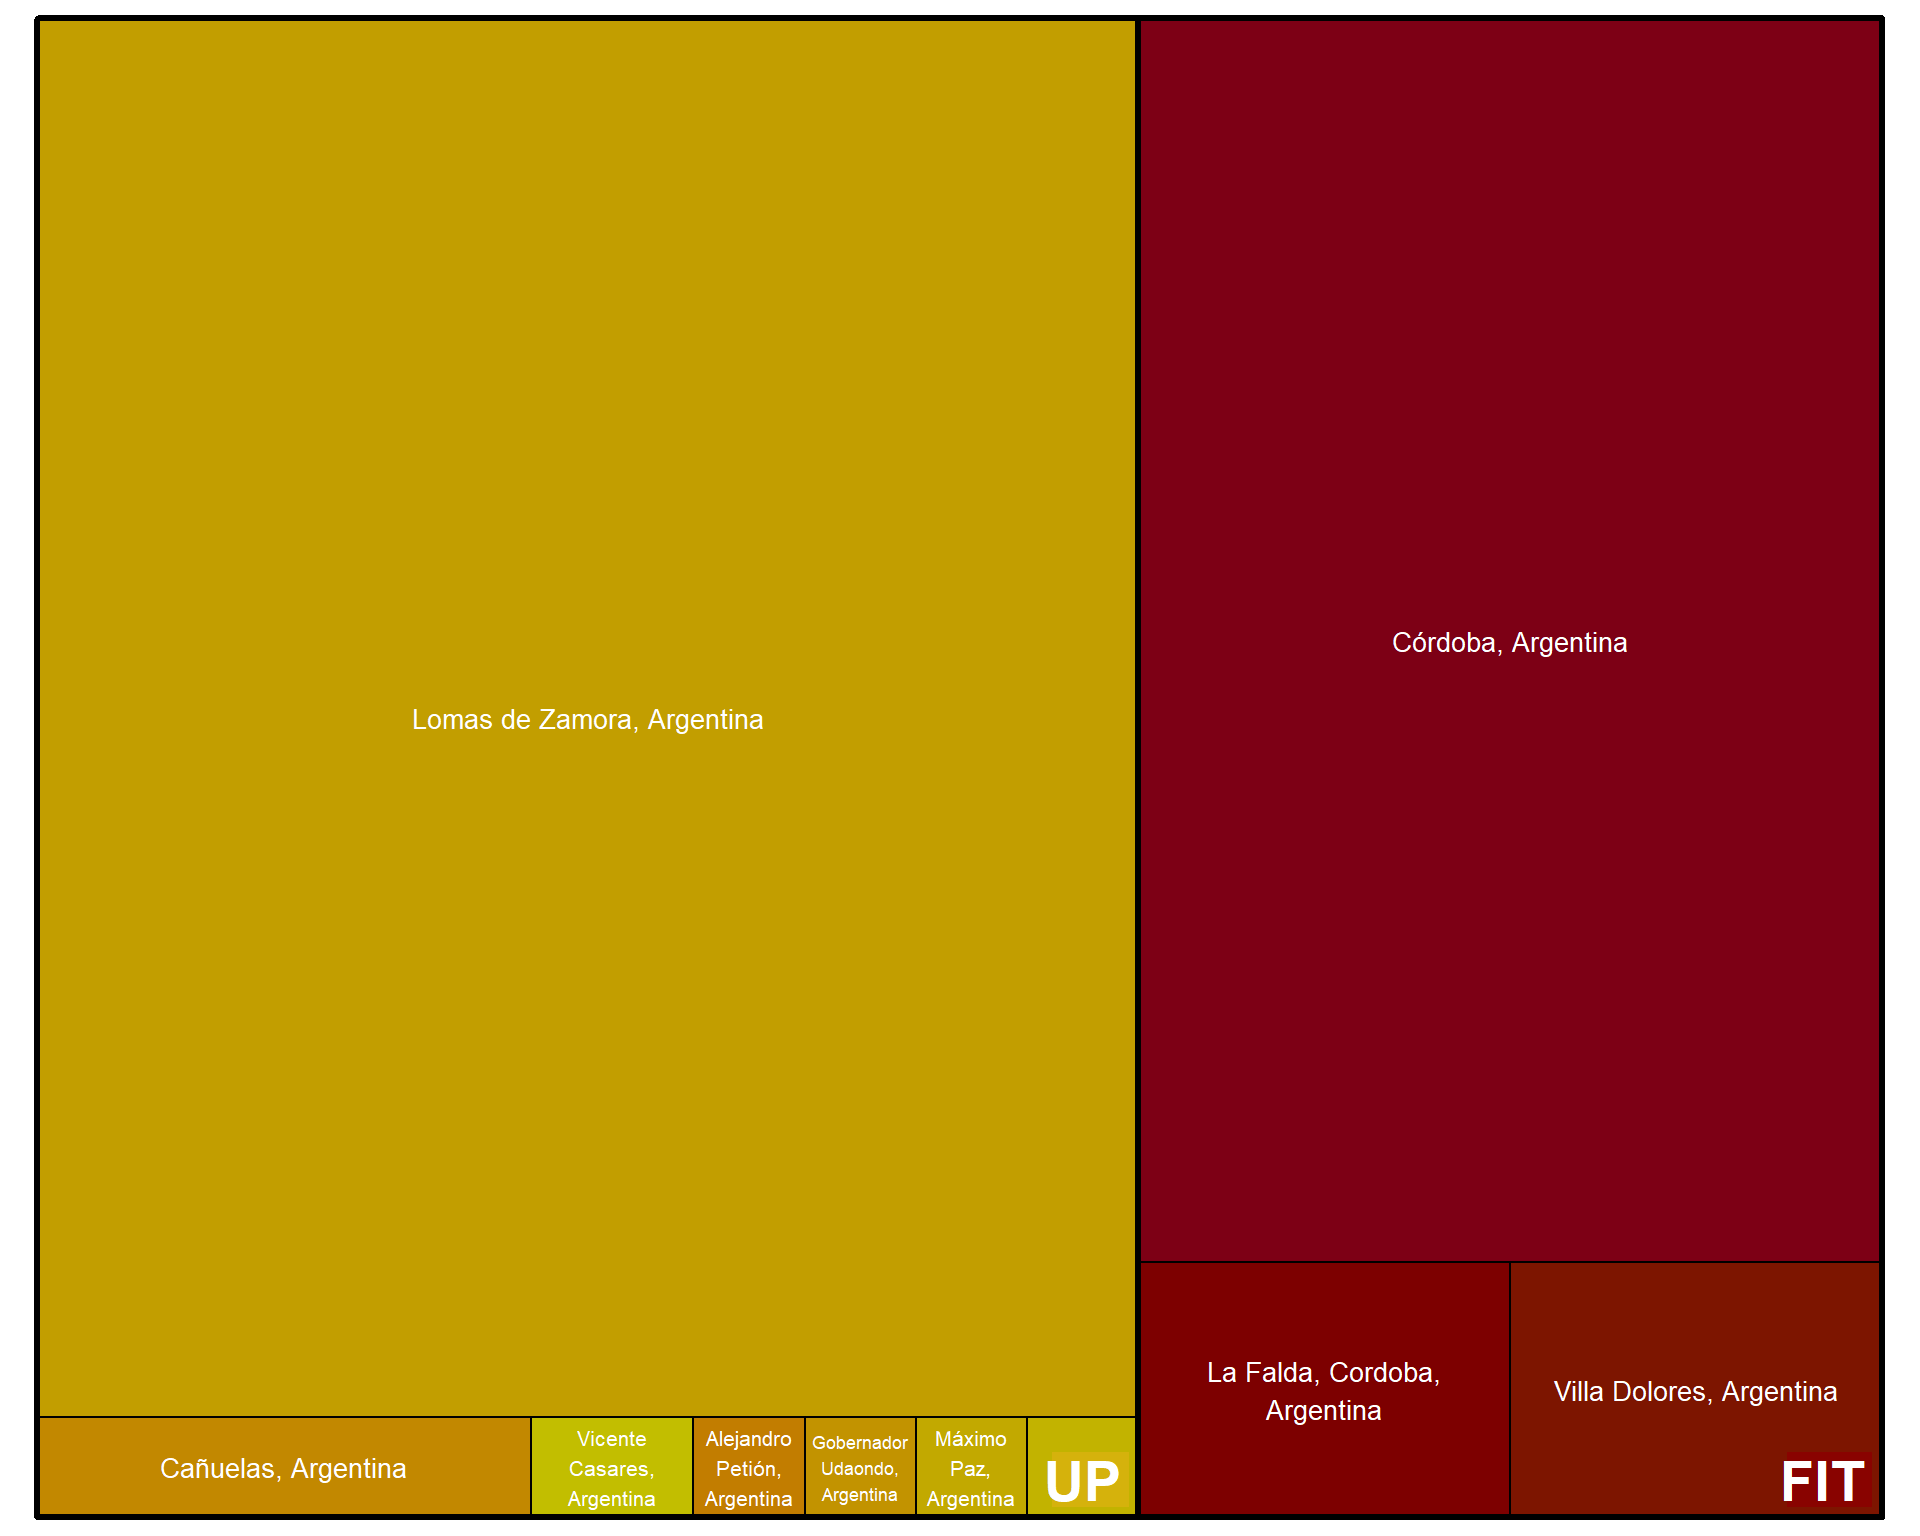 Lomas de Zamora, Argentina
Cañuelas, Argentina
Vicente
Casares,
Argentina
Alejandro
Petión,
Argentina
Gobernador
Udaondo,
Argentina
Máximo
Paz,
Argentina
UP
Córdoba, Argentina
La Falda, Cordoba,
Argentina
Villa Dolores, Argentina
FIT